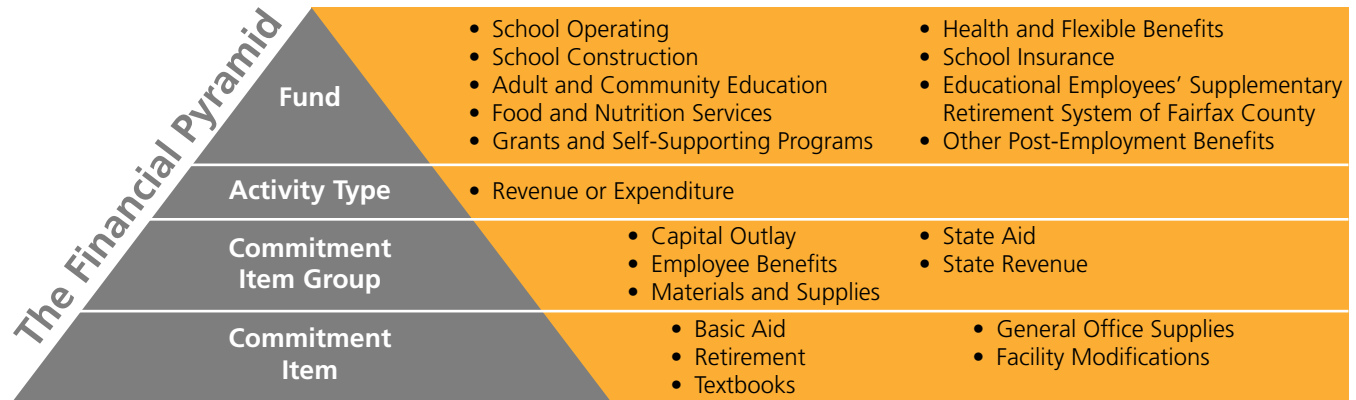 The Financial Pyramid
Fund
• School Operating
• School Construction
• Adult and Community Education
• Food and Nutrition Services
• Grants and Self-Supporting Programs
• Health and Flexible Benefits
• School Insurance
• Educational Employees’ Supplementary
Retirement System of Fairfax County
• Other Post-Employment Benefits
Activity Type
• Revenue or Expenditure
Commitment
Item Group
• Capital Outlay
• Employee Benefits
• Materials and Supplies
• State Aid
• State Revenue
Commitment
Item
• Basic Aid
• Retirement
• Textbooks
• General Office Supplies
• Facility Modifications